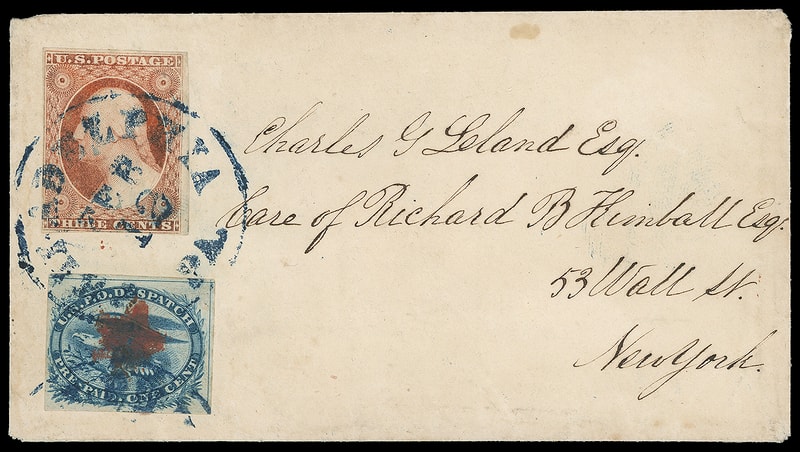 U.S. POSTAGE
THREE CENTS
PHILADELPHIA
U.S.P.O. DESPATCH
PRE-PAID ONE CENT
Charles G Leland Esq.
Care of Richard B Kimball Esq.
53 Wall St.
New York.